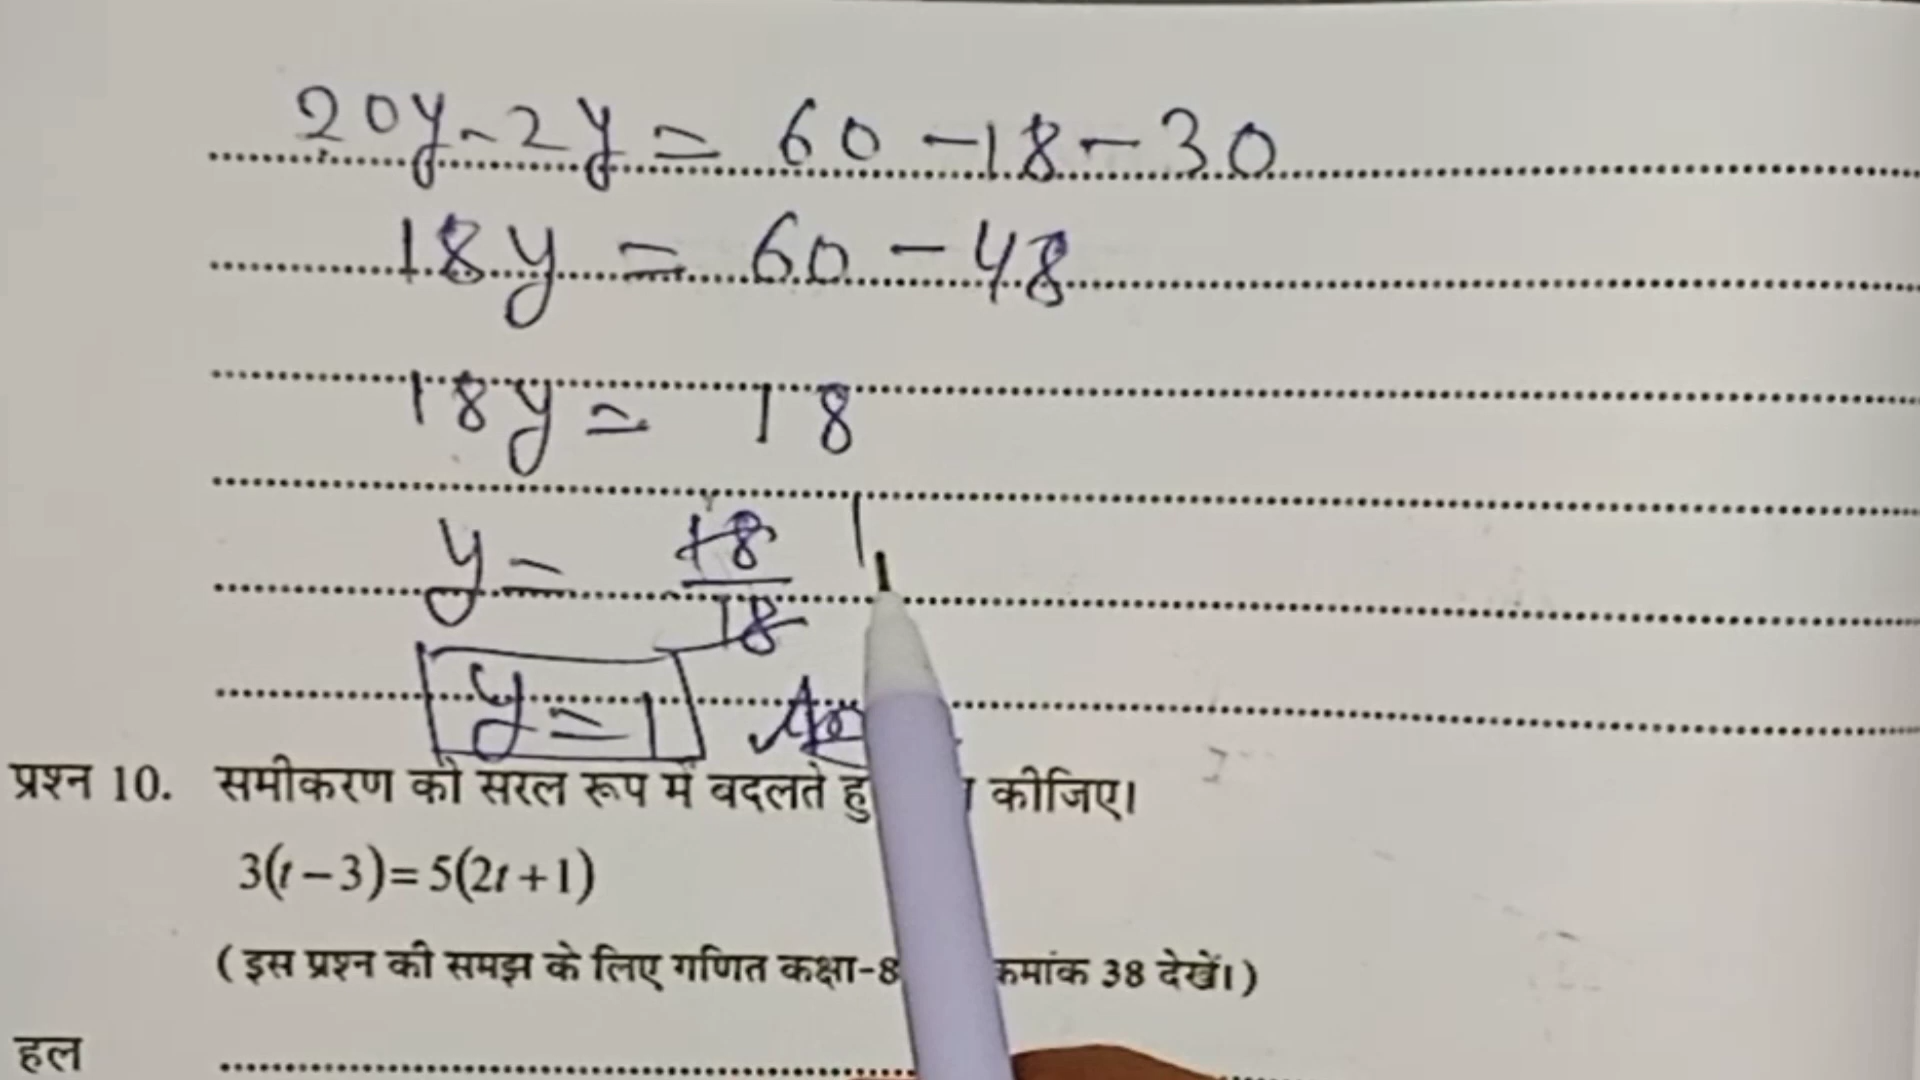 20y-2y = 60-18-30
18y = 60-48
18y = 18
y = 18/18 1
y=1
प्रश्न 10. समीकरण को सरल रूप में बदलते कीजिए।
3(t-3)=5(2t+1)
(इस प्रश्न की समझ के लिए गणित कक्षा-8 38 देखें।)
हल